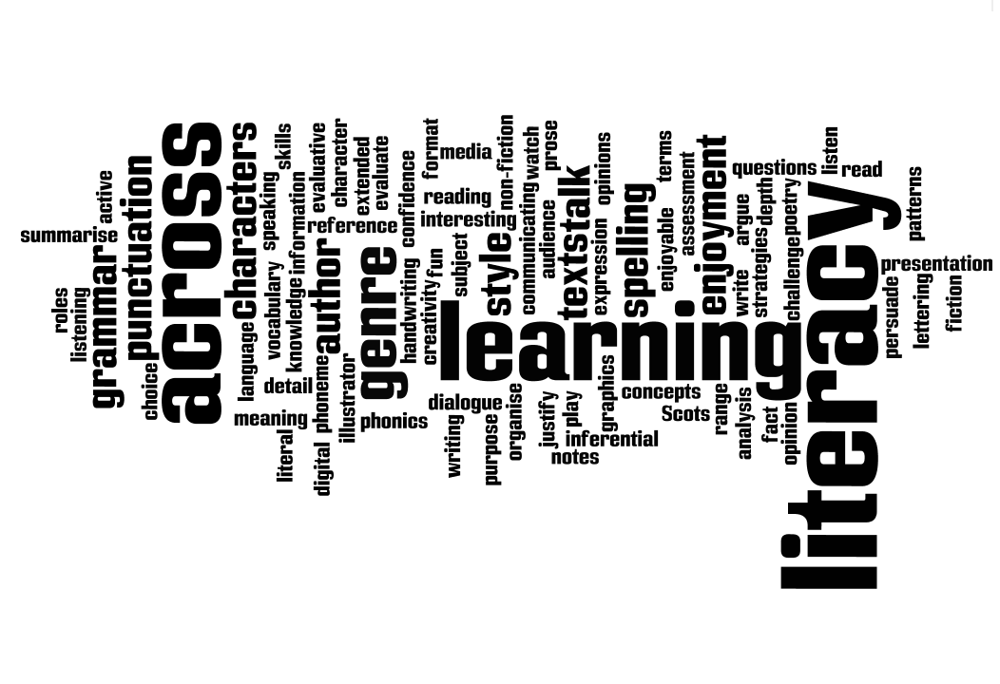 summarise
active
roles
listening
grammar
punctuation
choice
across
characters
skills
speaking
information
evaluative
character
extended
evaluate
reference
confidence
language
vocabulary
knowledge
author
genre
handwriting
creativity
fun
detail
meaning
phoneme
illustrator
phonics
literal
digital
format
media
reading
interesting
subject
style
non-fiction
communicating
watch
prose
audience
textstalk
opinions
expression
spelling
terms
enjoyable
assessment
enjoyment
learning
dialogue
writing
purpose
organise
justify
play
graphics
inferential
notes
concepts
Scots
range
analysis
fact
opinion
questions
listen
read
argue
depth
poetry
write
strategies
challenge
literacy
patterns
presentation
persuade
lettering
fiction